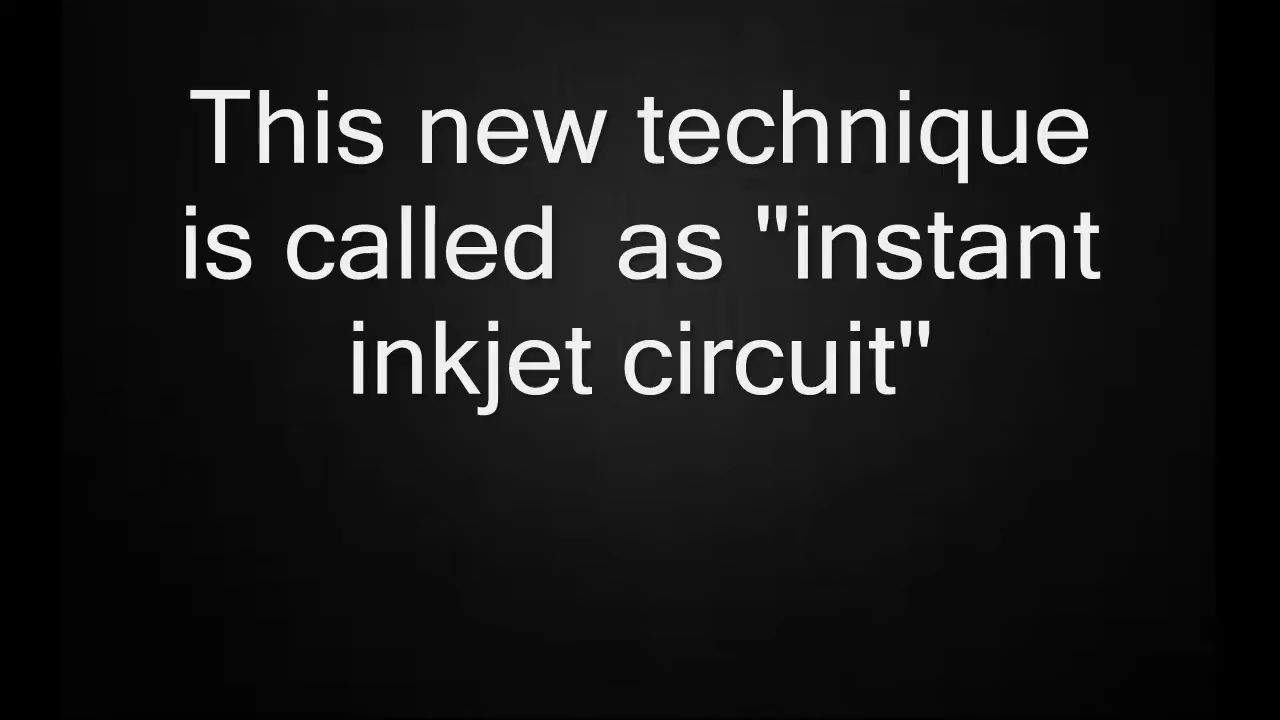 This new technique
is called  as "instant
inkjet circuit"